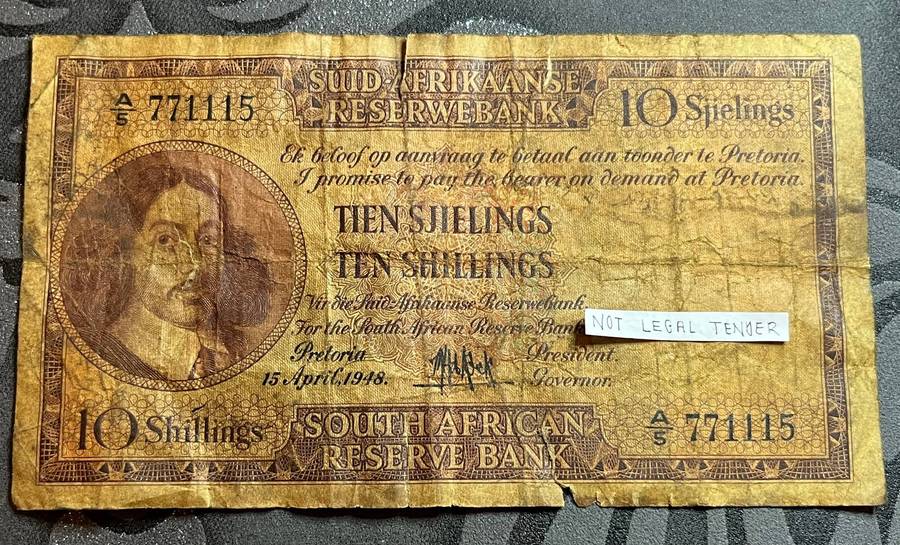 SUID-AFRIKAANSE
RESERWEBANK
A/5 771115
10 Sjielings
Ek beloof op aanvraag te betaal aan toonder te Pretoria.
I promise to pay the bearer on demand at Pretoria.
TIEN SJIELINGS
TEN SHILLINGS
Vir die Suid-Afrikaanse Reserwebank.
For the South African Reserve Bank
NOT LEGAL TENDER
Pretoria
President.
15 April, 1948.
Governor.
10 Shillings
SOUTH AFRICAN
RESERVE BANK
A/5 771115